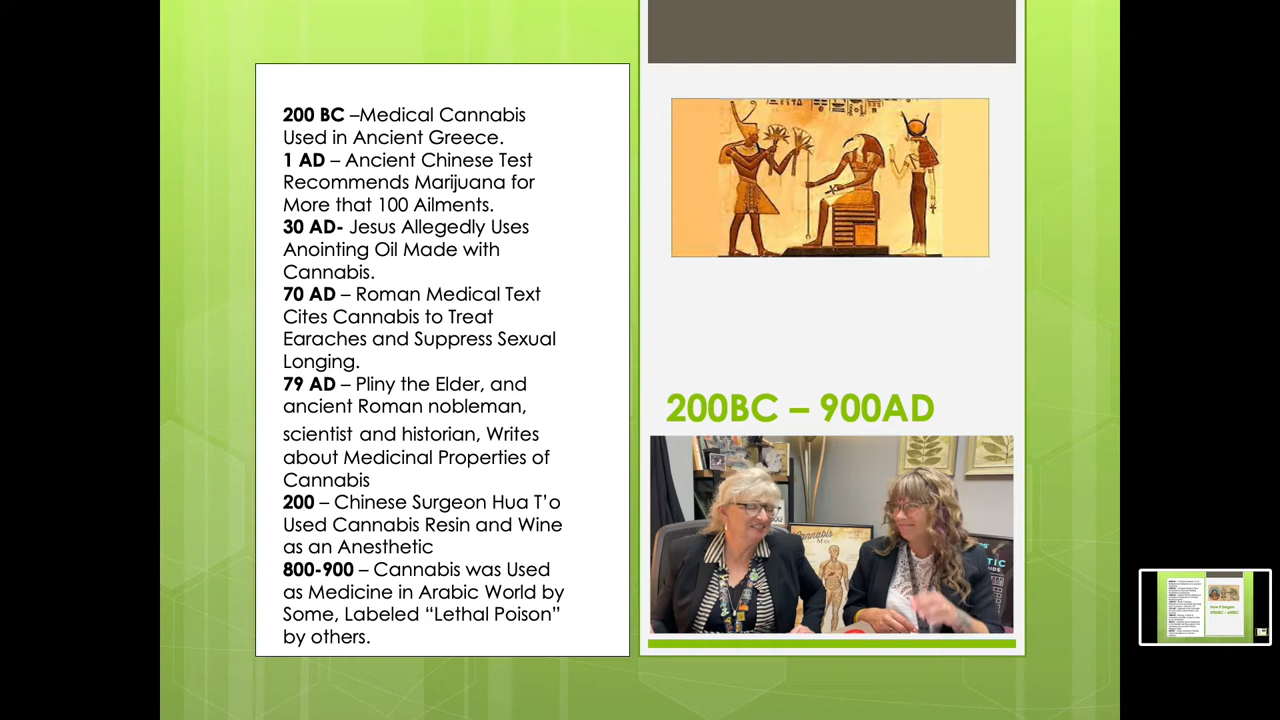 200 BC –Medical Cannabis
Used in Ancient Greece.
1 AD – Ancient Chinese Test
Recommends Marijuana for
More that 100 Ailments.
30 AD- Jesus Allegedly Uses
Anointing Oil Made with
Cannabis.
70 AD – Roman Medical Text
Cites Cannabis to Treat
Earaches and Suppress Sexual
Longing.
79 AD – Pliny the Elder, and
ancient Roman nobleman,
scientist and historian, Writes
about Medicinal Properties of
Cannabis
200 – Chinese Surgeon Hua T’o
Used Cannabis Resin and Wine
as an Anesthetic
800-900 – Cannabis was Used
as Medicine in Arabic World by
Some, Labeled “Lethal Poison”
by others.
200BC – 900AD
Cannabis